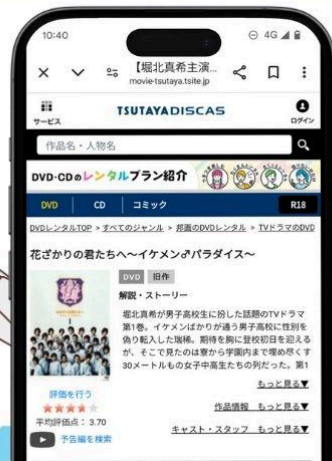 10:40
4G
【堀北真希主演...
movie-tsutaya.tsite.jp
サービス
TSUTAYA DISCAS
ログイン
作品名・人物名
DVD・CDのレンタルプラン紹介
DVD
CD
コミック
R18
DVDレンタルTOP > すべてのジャンル > 邦画のDVDレンタル > TVドラマのDVD
花ざかりの君たちへ～イケメン♂パラダイス～
DVD 旧作
解説・ストーリー
堀北真希が男子高校生に扮した話題のTVドラマ
第1巻。イケメンばかりが通う男子高校に性別を
偽り転入した瑞稀。期待を胸に登校初日を迎える
が、そこで見たのは寮から学園内まで埋め尽くす
30メートルもの女子中高生たちの列だった。第1
もっと見る▼
評価を行う
作品情報 もっと見る▼
平均評価点： 3.70
キャスト・スタッフ もっと見る▼
予告編を検索